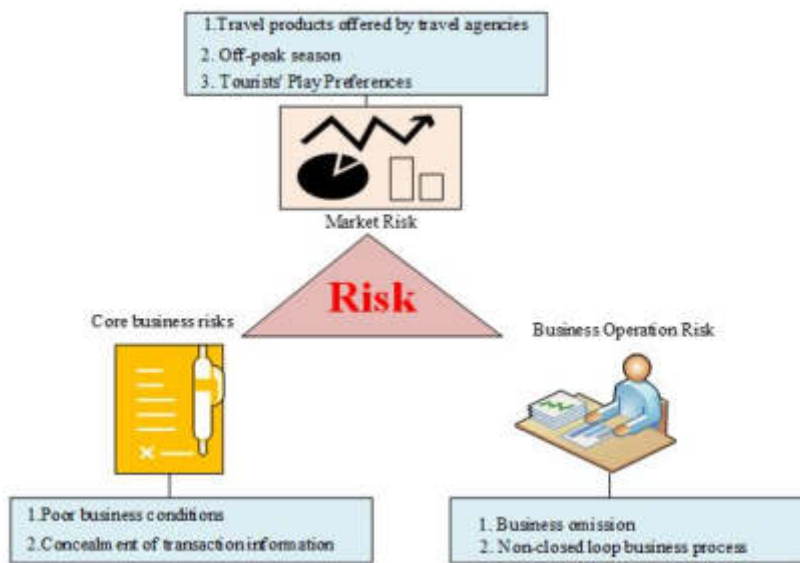 1.Travel products offered by travel agencies
2. Off-peak season
3. Tourists' Play Preferences
Market Risk
Risk
Core business risks
Business Operation Risk
1.Poor business conditions
2.Concealment of transaction information
1. Business omission
2. Non-closed loop business process